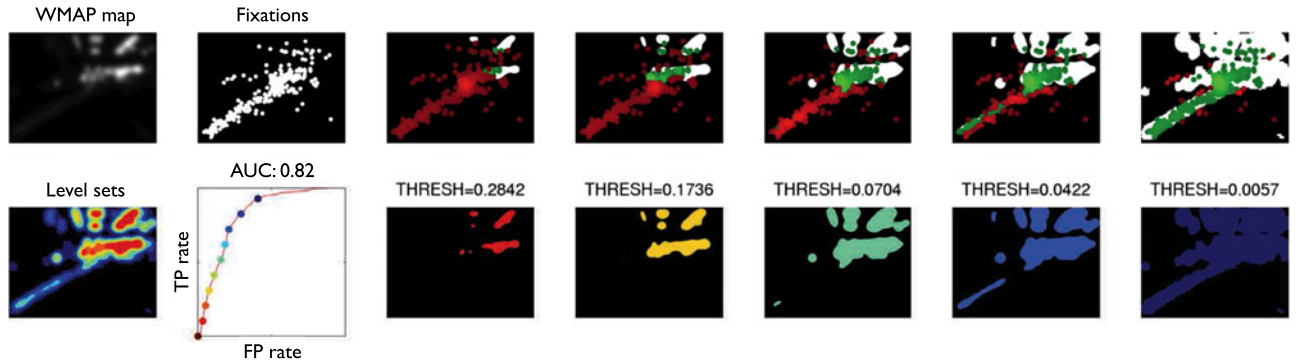 WMAP map
Fixations
Level sets
AUC: 0.82
TP rate
FP rate
THRESH=0.2842
THRESH=0.1736
THRESH=0.0704
THRESH=0.0422
THRESH=0.0057